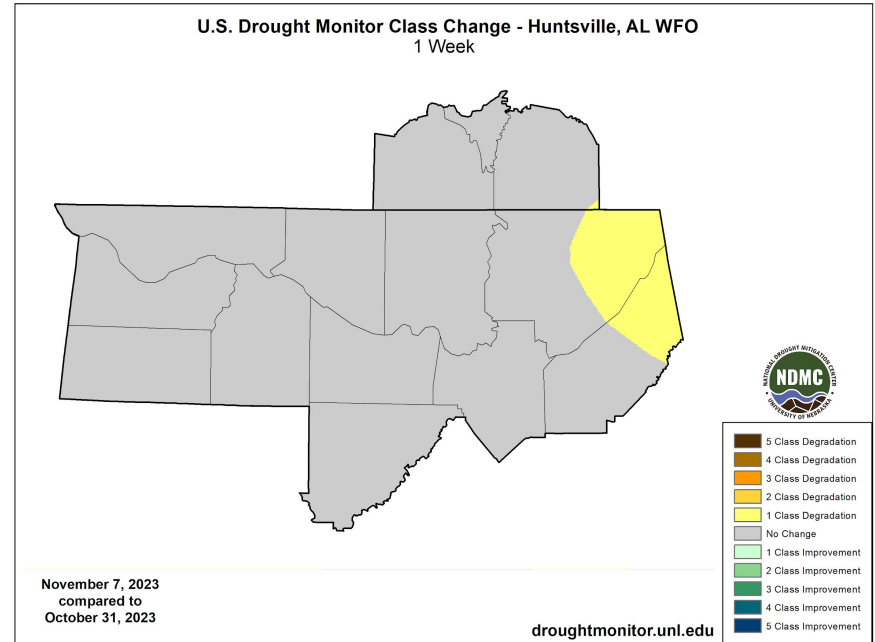 U.S. Drought Monitor Class Change - Huntsville, AL WFO
1 Week
NATIONAL DROUGHT MITIGATION CENTER
NDMC
UNIVERSITY OF NEBRASKA
5 Class Degradation
4 Class Degradation
3 Class Degradation
2 Class Degradation
1 Class Degradation
No Change
1 Class Improvement
2 Class Improvement
3 Class Improvement
4 Class Improvement
5 Class Improvement
November 7, 2023
compared to
October 31, 2023
droughtmonitor.unl.edu